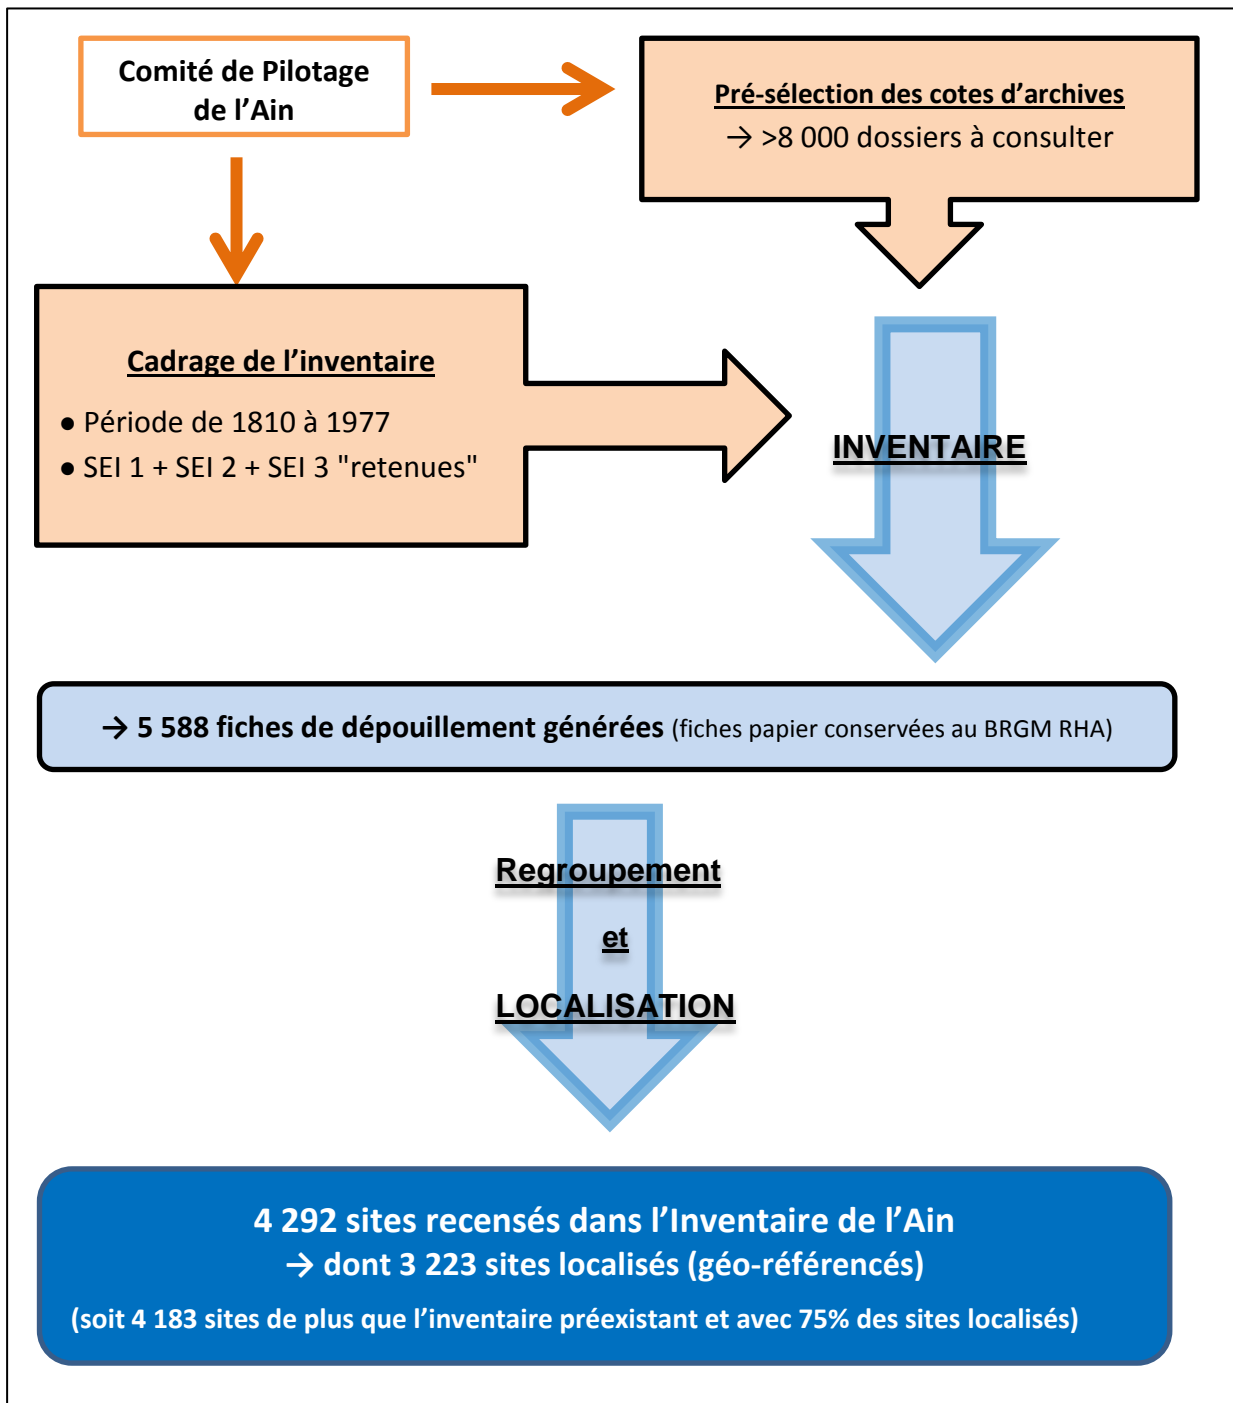 Comité de Pilotage
de l’Ain
Pré-sélection des cotes d’archives
→ >8 000 dossiers à consulter
Cadrage de l’inventaire
● Période de 1810 à 1977
● SEI 1 + SEI 2 + SEI 3 "retenues"
INVENTAIRE
→ 5 588 fiches de dépouillement générées (fiches papier conservées au BRGM RHA)
Regroupement
et
LOCALISATION
4 292 sites recensés dans l’Inventaire de l’Ain
→ dont 3 223 sites localisés (géo-référencés)
(soit 4 183 sites de plus que l’inventaire préexistant et avec 75% des sites localisés)